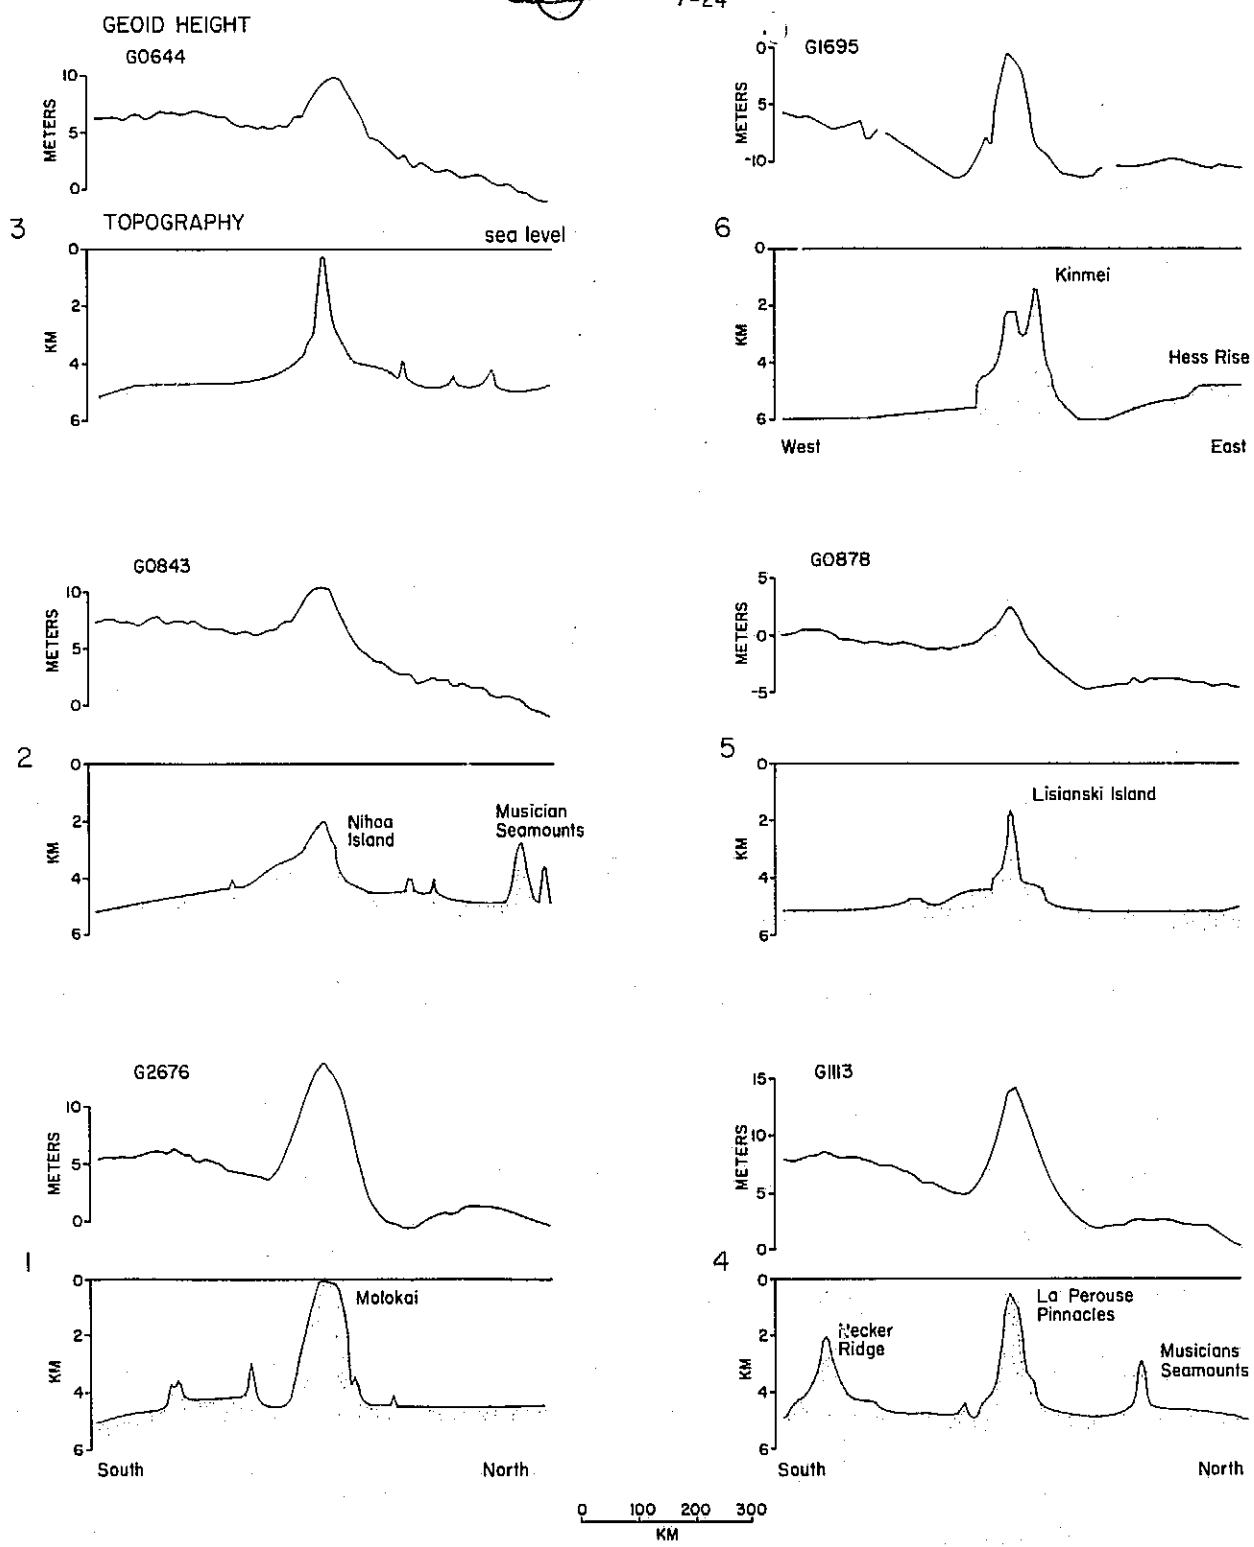 7-24
GEOID HEIGHT
G0644
10
5
0
METERS
3
TOPOGRAPHY
sea level
0
2
4
6
KM
G1695
0
5
-10
METERS
6
0
2
4
6
KM
Kinmei
Hess Rise
West
East
G0843
10
5
0
METERS
2
0
2
4
6
KM
Nihoa
Island
Musician
Seamounts
G0878
5
-0
-5
METERS
5
0
2
4
6
KM
Lisianski Island
G2676
10
5
0
METERS
1
0
2
4
6
KM
Molokai
South
North
G1113
15
10
5
0
METERS
4
0
2
4
6
KM
Necker
Ridge
La Perouse
Pinnacles
Musicians
Seamounts
South
North
0 100 200 300
KM